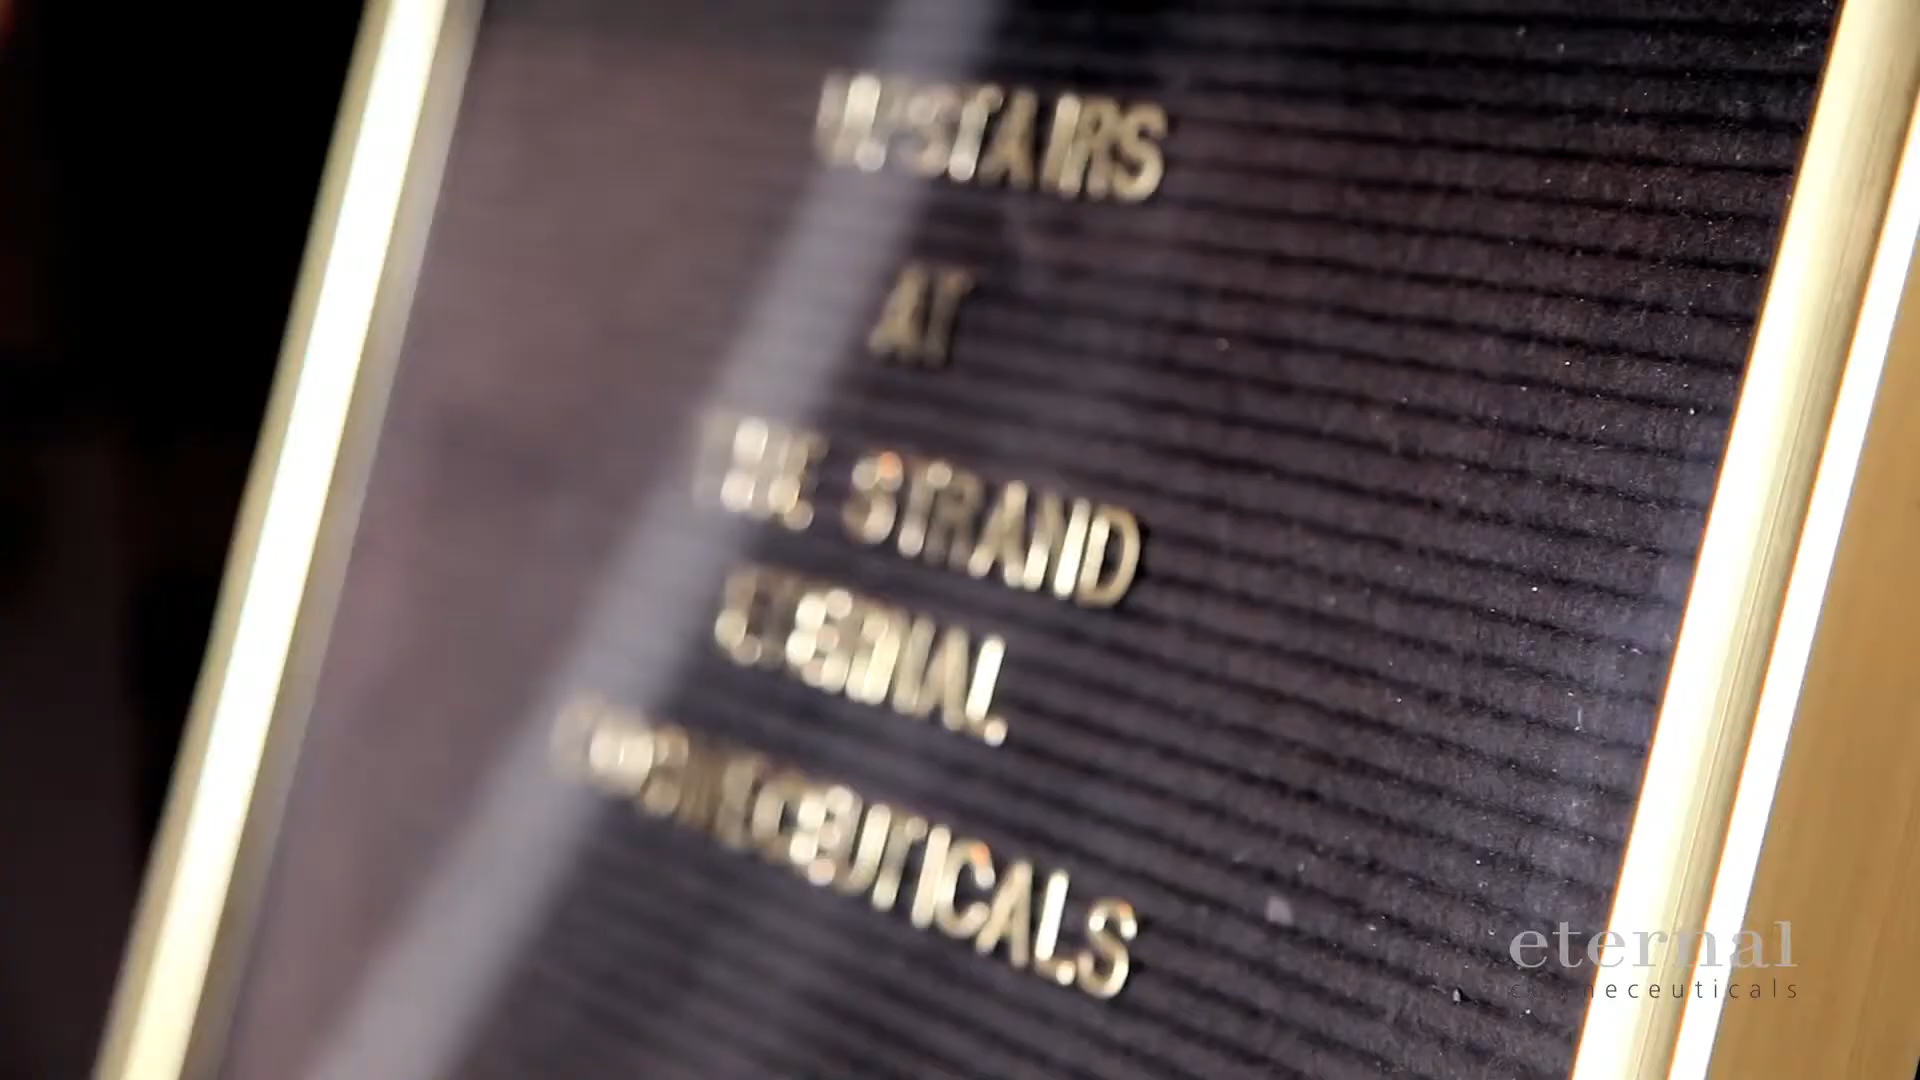 UPSTAIRS
AT
THE STRAND
ETERNAL
COSMECEUTICALS
eternal
cosmeceuticals